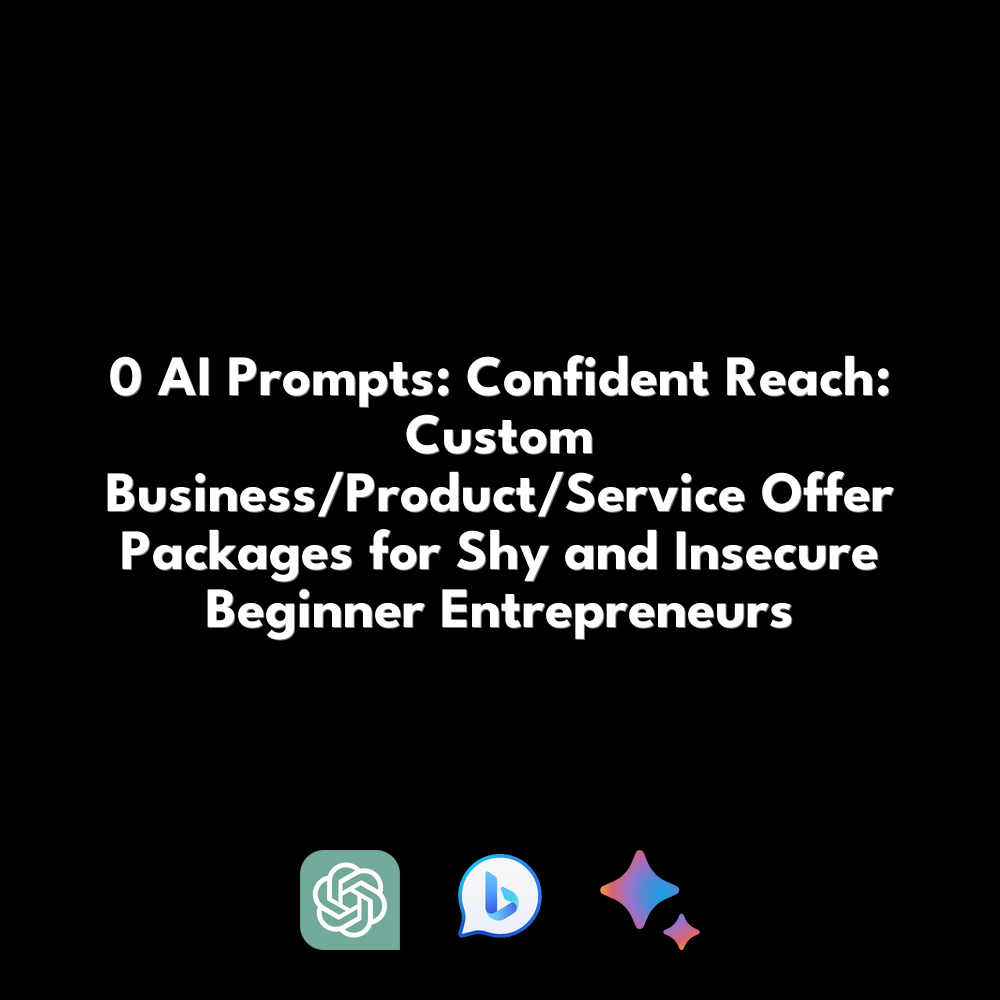 0 AI Prompts: Confident Reach:
Custom
Business/Product/Service Offer
Packages for Shy and Insecure
Beginner Entrepreneurs